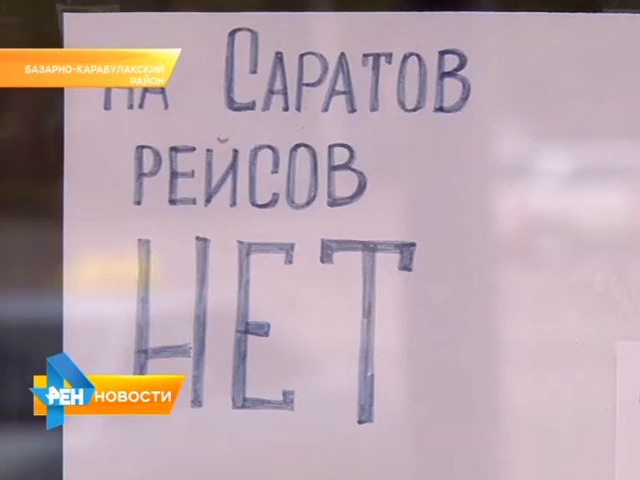 БАЗАРНО-КАРАБУЛАКСКИЙ
РАЙОН
НА САРАТОВ
РЕЙСОВ
НЕТ
РЕН НОВОСТИ